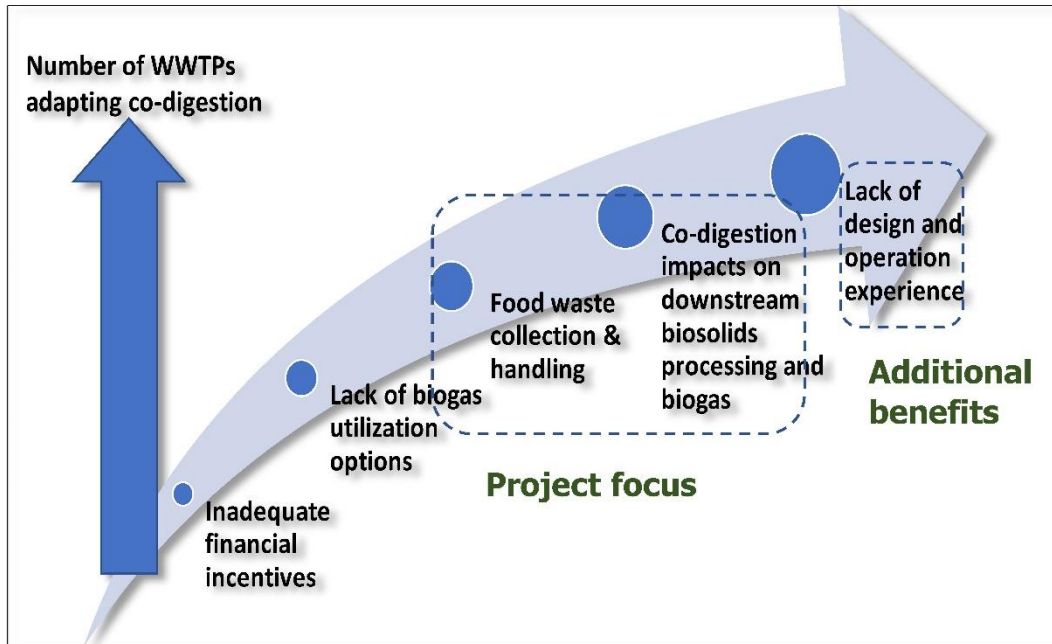 Number of WWTPs
adapting co-digestion
Inadequate
financial
incentives
Lack of biogas
utilization
options
Food waste
collection &
handling
Co-digestion
impacts on
downstream
biosolids
processing and
biogas
Lack of
design and
operation
experience
Project focus
Additional
benefits